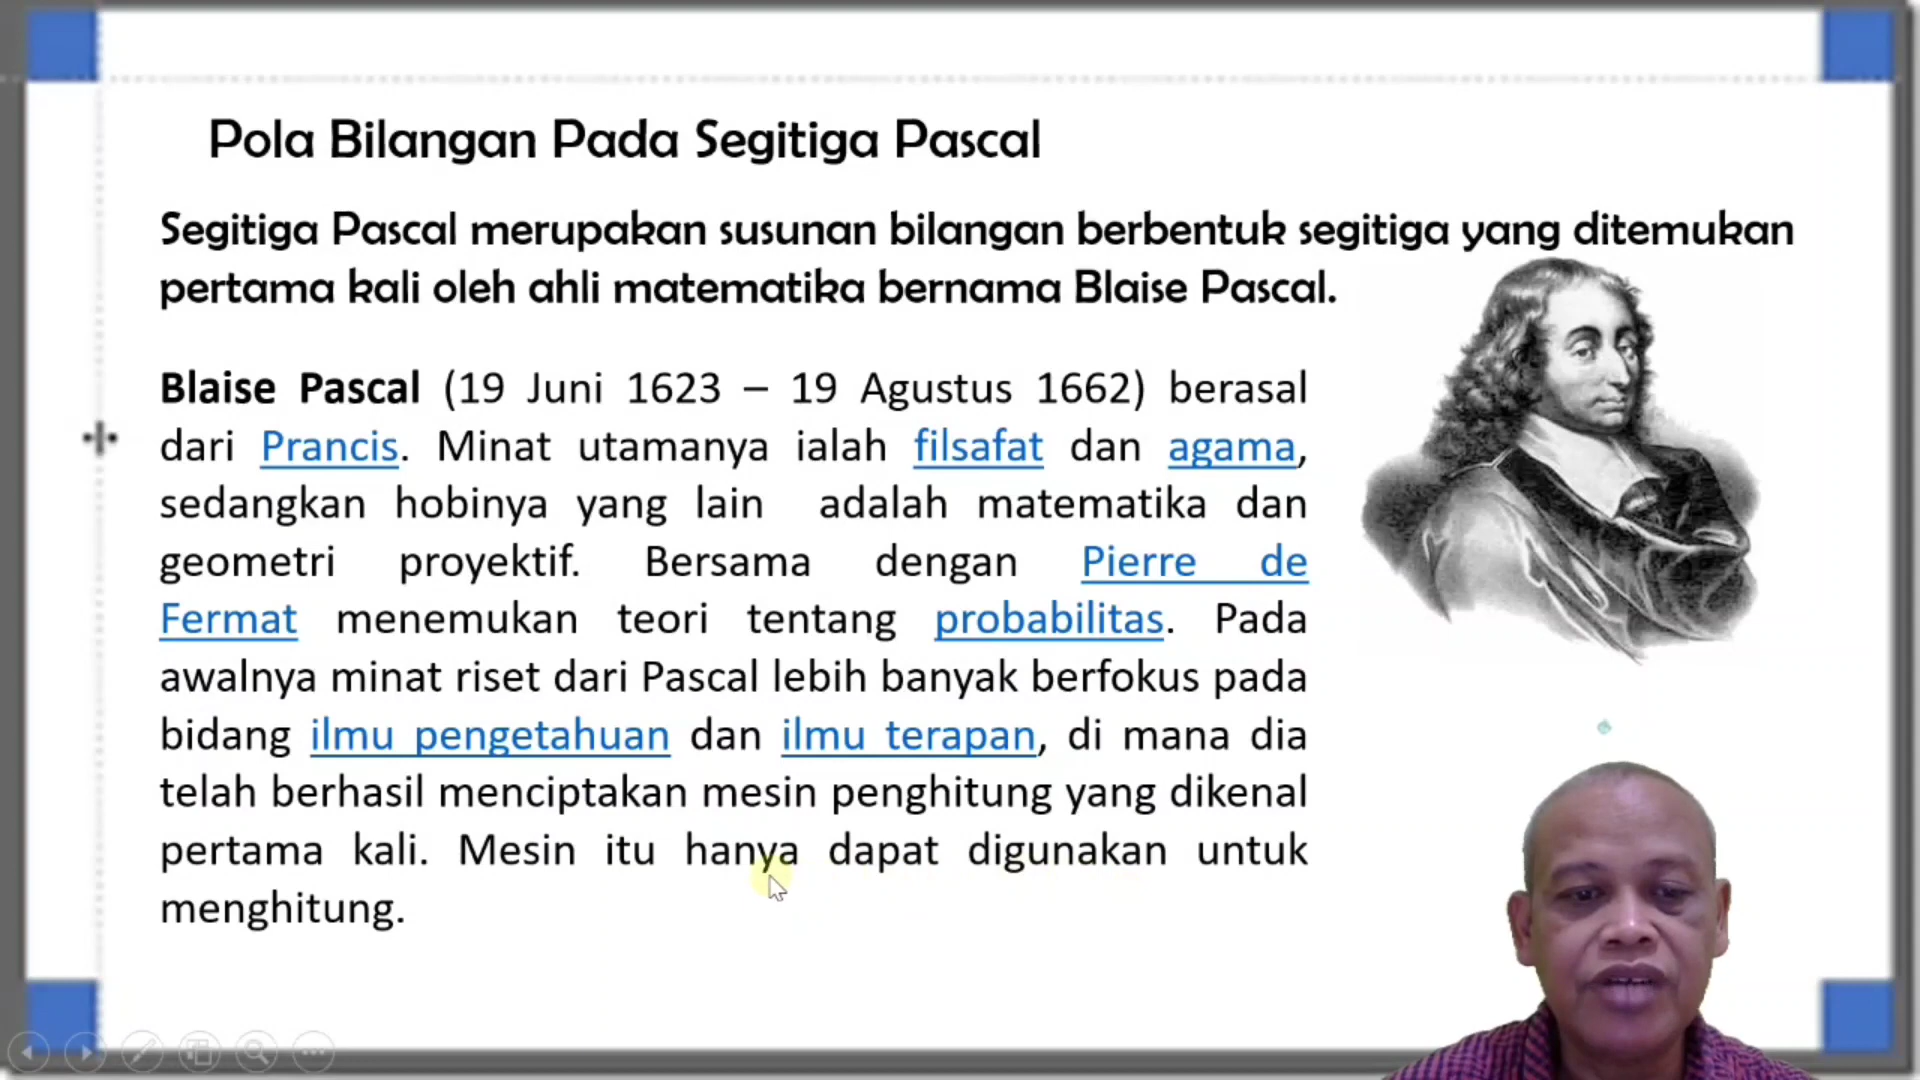 Pola Bilangan Pada Segitiga Pascal
Segitiga Pascal merupakan susunan bilangan berbentuk segitiga yang ditemukan
pertama kali oleh ahli matematika bernama Blaise Pascal.
Blaise Pascal (19 Juni 1623 – 19 Agustus 1662) berasal
dari Prancis. Minat utamanya ialah filsafat dan agama,
sedangkan hobinya yang lain adalah matematika dan
geometri proyektif. Bersama dengan Pierre de
Fermat menemukan teori tentang probabilitas. Pada
awalnya minat riset dari Pascal lebih banyak berfokus pada
bidang ilmu pengetahuan dan ilmu terapan, di mana dia
telah berhasil menciptakan mesin penghitung yang dikenal
pertama kali. Mesin itu hanya dapat digunakan untuk
menghitung.